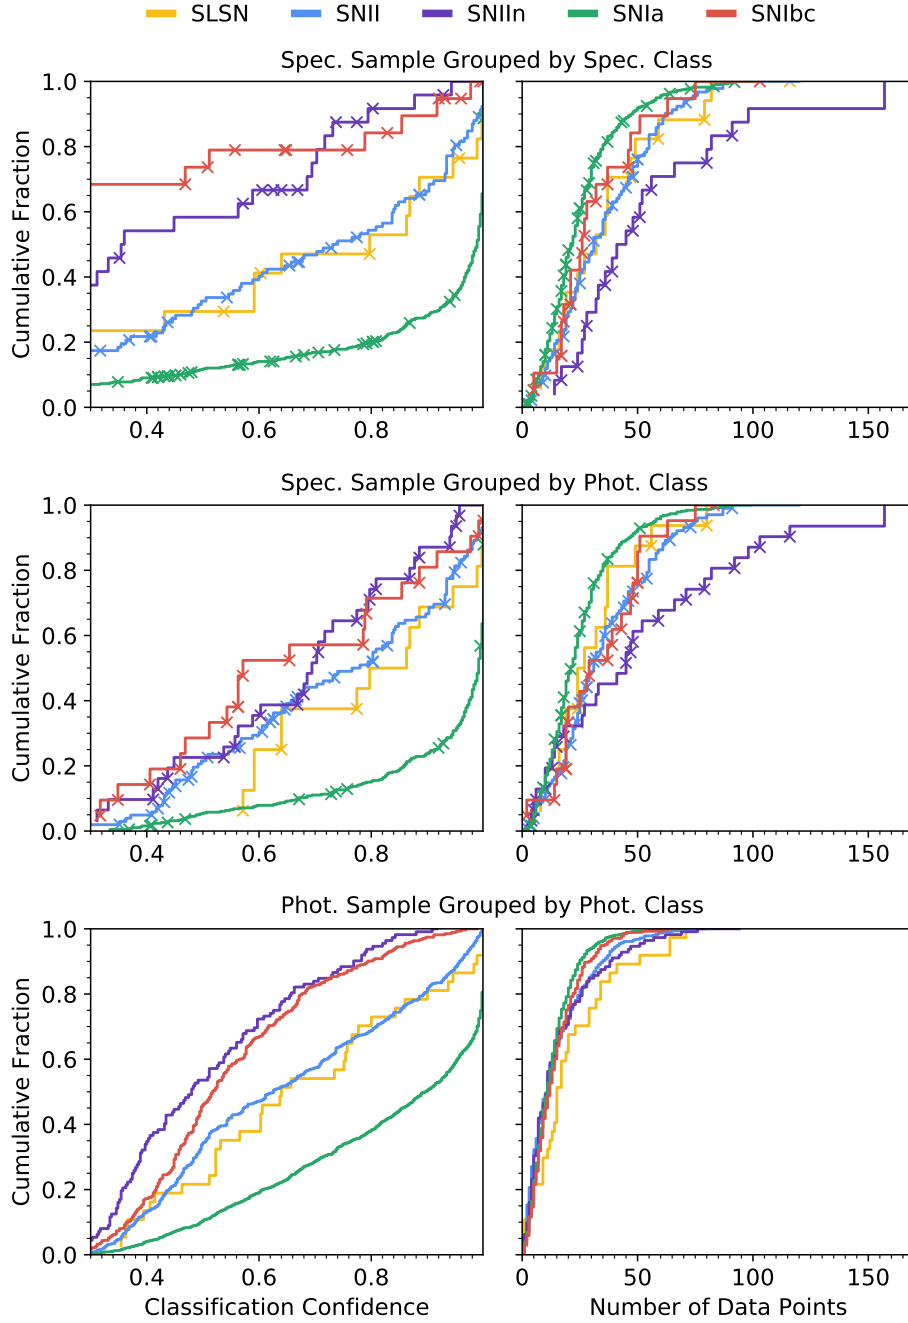 SLSN SNII SNIIn SNIa SNIbc
Spec. Sample Grouped by Spec. Class
Cumulative Fraction
1.0
0.8
0.6
0.4
0.2
0.0
0.4 0.6 0.8
0 50 100 150
Spec. Sample Grouped by Phot. Class
Cumulative Fraction
1.0
0.8
0.6
0.4
0.2
0.0
0.4 0.6 0.8
0 50 100 150
Phot. Sample Grouped by Phot. Class
Cumulative Fraction
1.0
0.8
0.6
0.4
0.2
0.0
0.4 0.6 0.8
0 50 100 150
Classification Confidence
Number of Data Points